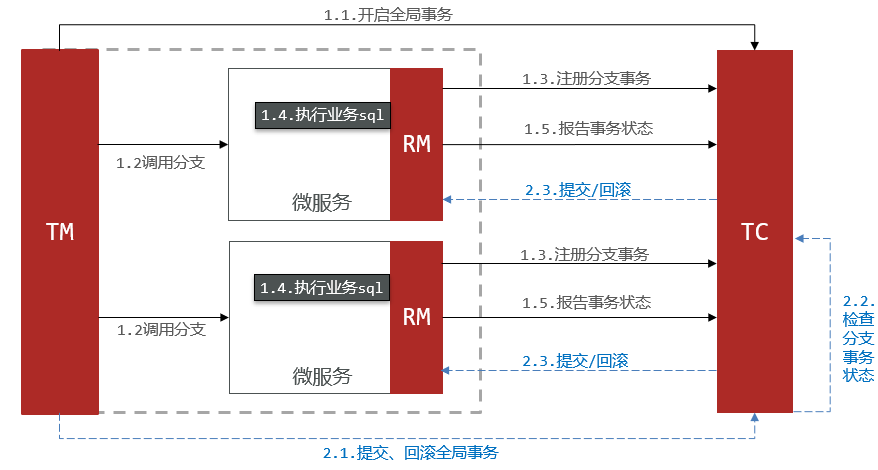 1.1.开启全局事务
TM
1.2调用分支
1.4.执行业务sql
RM
微服务
1.3.注册分支事务
1.5.报告事务状态
2.3.提交/回滚
TC
1.2调用分支
1.4.执行业务sql
RM
微服务
1.3.注册分支事务
1.5.报告事务状态
2.3.提交/回滚
2.2.
检查
分支
事务
状态
2.1.提交、回滚全局事务